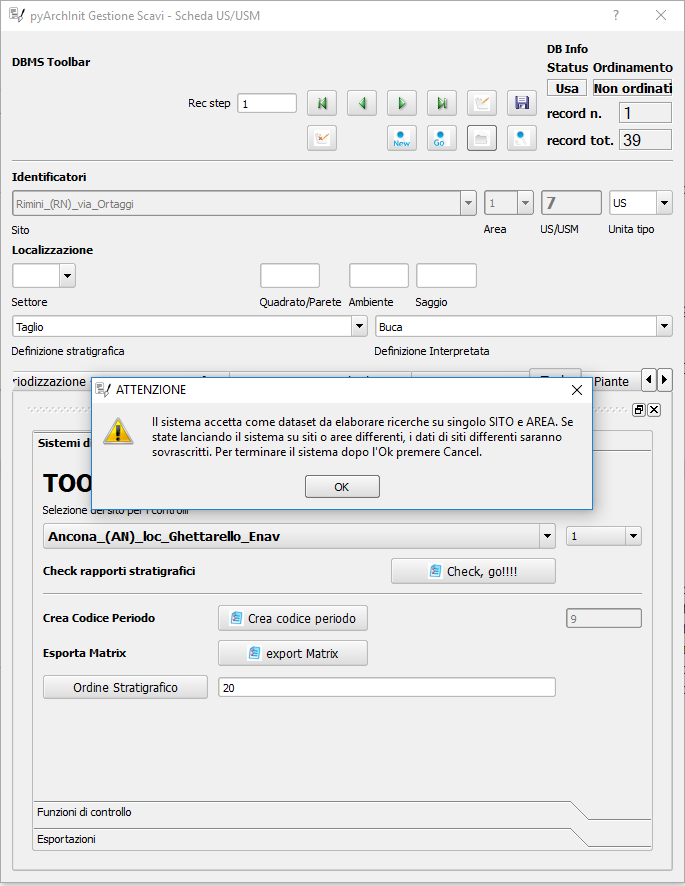 pyArchInit Gestione Scavi - Scheda US/USM
DBMS Toolbar
DB Info
Status Ordinamento
Usa Non ordinati
Rec step 1
record n. 1
New Go
record tot. 39
Identificatori
Rimini_(RN)_via_Ortaggi 1 7 US
Sito Area US/USM Unita tipo
Localizzazione
Settore Quadrato/Parete Ambiente Saggio
Taglio Buca
Definizione stratigrafica Definizione Interpretata
riodizzazione Piante
ATTENZIONE
Il sistema accetta come dataset da elaborare ricerche su singolo SITO e AREA. Se
state lanciando il sistema su siti o aree differenti, i dati di siti differenti saranno
sovrascritti. Per terminare il sistema dopo l'Ok premere Cancel.
OK
Sistemi di
TOO
Selezione del sito per i controlli
Ancona_(AN)_loc_Ghettarello_Enav 1
Check rapporti stratigrafici Check, go!!!!
Crea Codice Periodo Crea codice periodo 9
Esporta Matrix export Matrix
Ordine Stratigrafico 20
Funzioni di controllo
Esportazioni